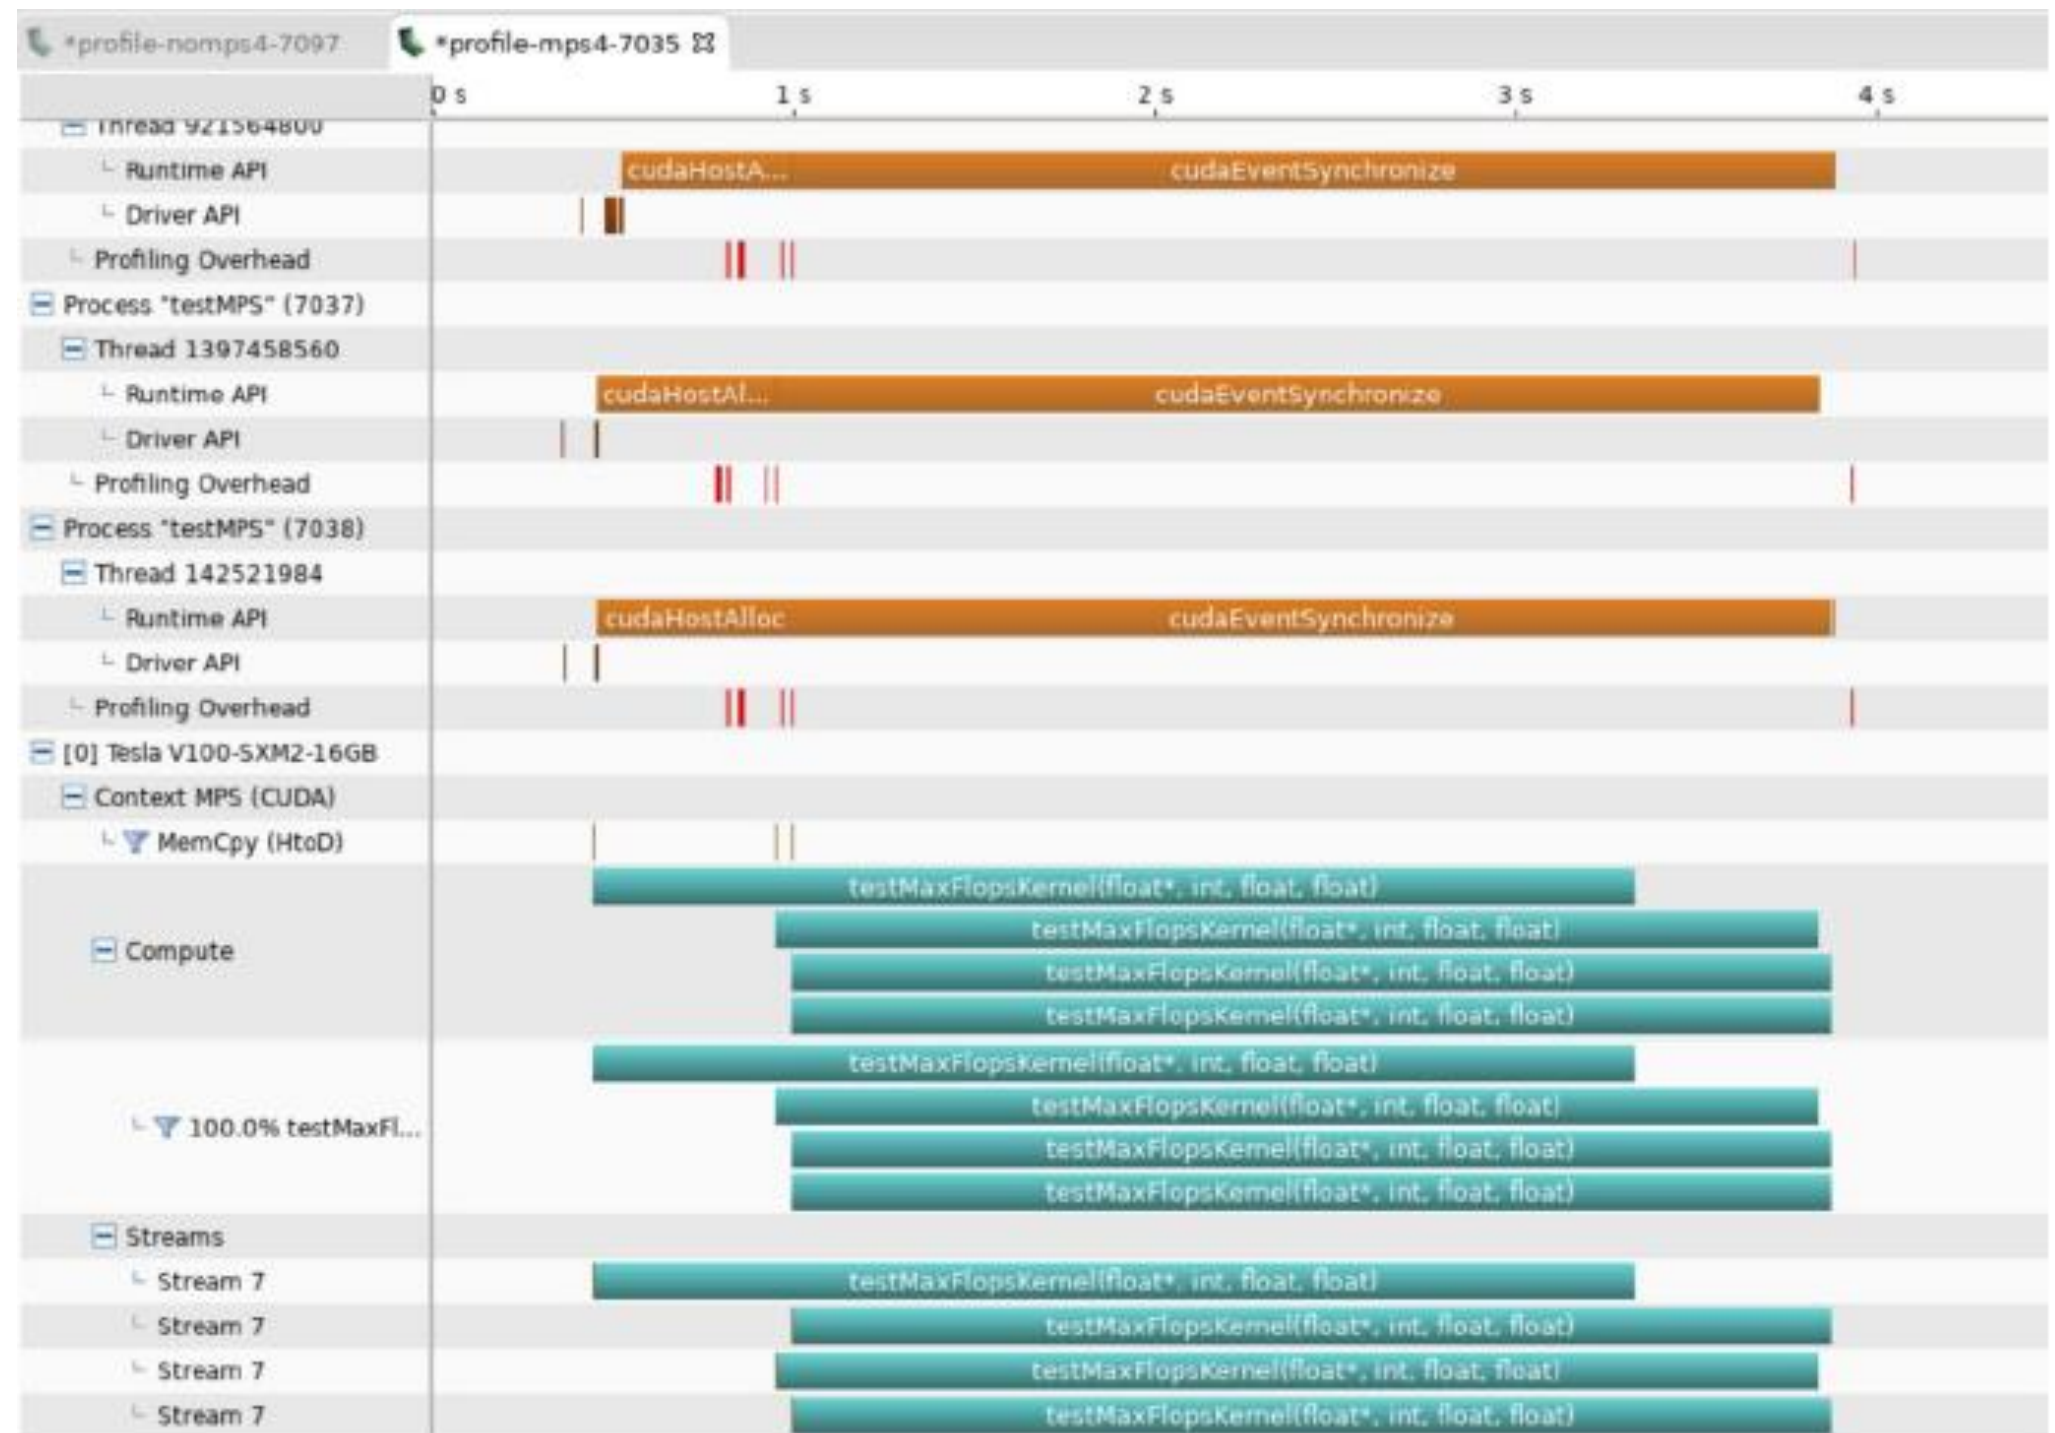 *profile-nomps4-7097 *profile-mps4-7035
0 s 1 s 2 s 3 s 4 s
Thread 921564800
Runtime API cudaHostA... cudaEventSynchronize
Driver API
Profiling Overhead
Process "testMPS" (7037)
Thread 1397458560
Runtime API cudaHostAl... cudaEventSynchronize
Driver API
Profiling Overhead
Process "testMPS" (7038)
Thread 142521984
Runtime API cudaHostAlloc cudaEventSynchronize
Driver API
Profiling Overhead
[0] Tesla V100-SXM2-16GB
Context MPS (CUDA)
MemCpy (HtoD)
testMaxFlopsKernel(float*, int, float, float)
testMaxFlopsKernel(float*, int, float, float)
Compute
testMaxFlopsKernel(float*, int, float, float)
testMaxFlopsKernel(float*, int, float, float)
testMaxFlopsKernel(float*, int, float, float)
testMaxFlopsKernel(float*, int, float, float)
100.0% testMaxFl...
testMaxFlopsKernel(float*, int, float, float)
testMaxFlopsKernel(float*, int, float, float)
Streams
Stream 7 testMaxFlopsKernel(float*, int, float, float)
Stream 7 testMaxFlopsKernel(float*, int, float, float)
Stream 7 testMaxFlopsKernel(float*, int, float, float)
Stream 7 testMaxFlopsKernel(float*, int, float, float)